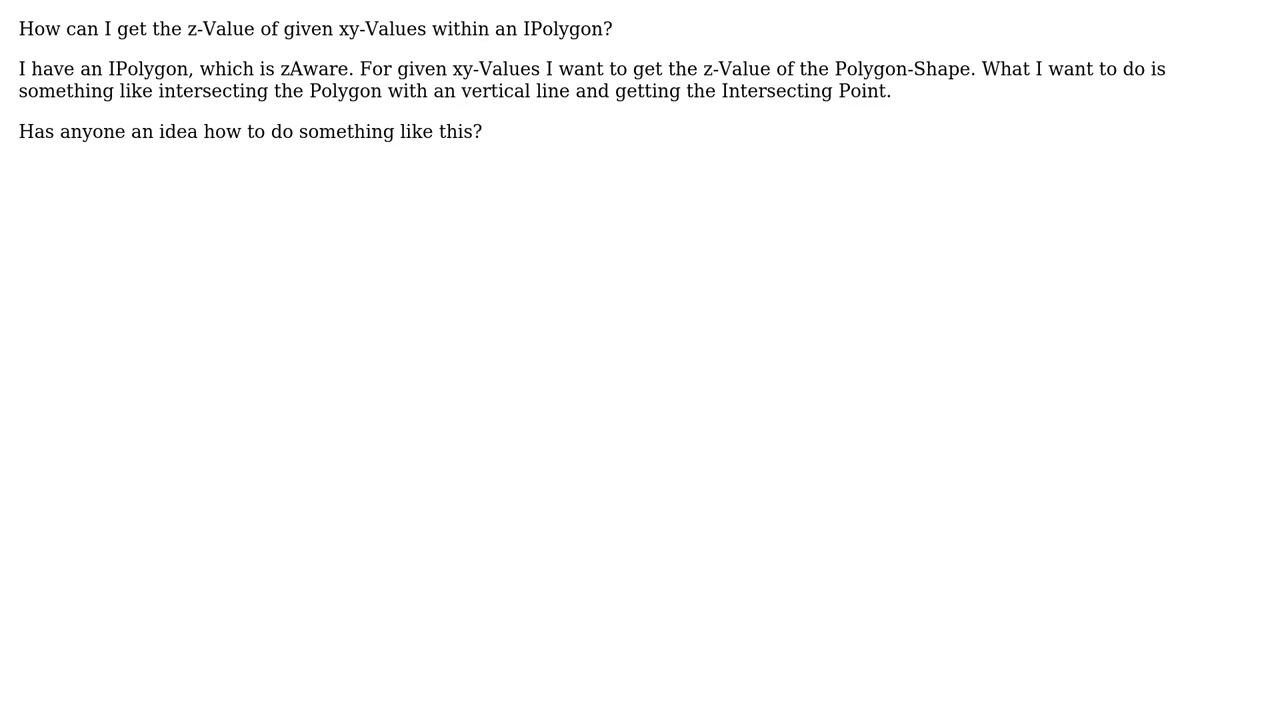 How can I get the z-Value of given xy-Values within an IPolygon?
I have an IPolygon, which is zAware. For given xy-Values I want to get the z-Value of the Polygon-Shape. What I want to do is
something like intersecting the Polygon with an vertical line and getting the Intersecting Point.
Has anyone an idea how to do something like this?